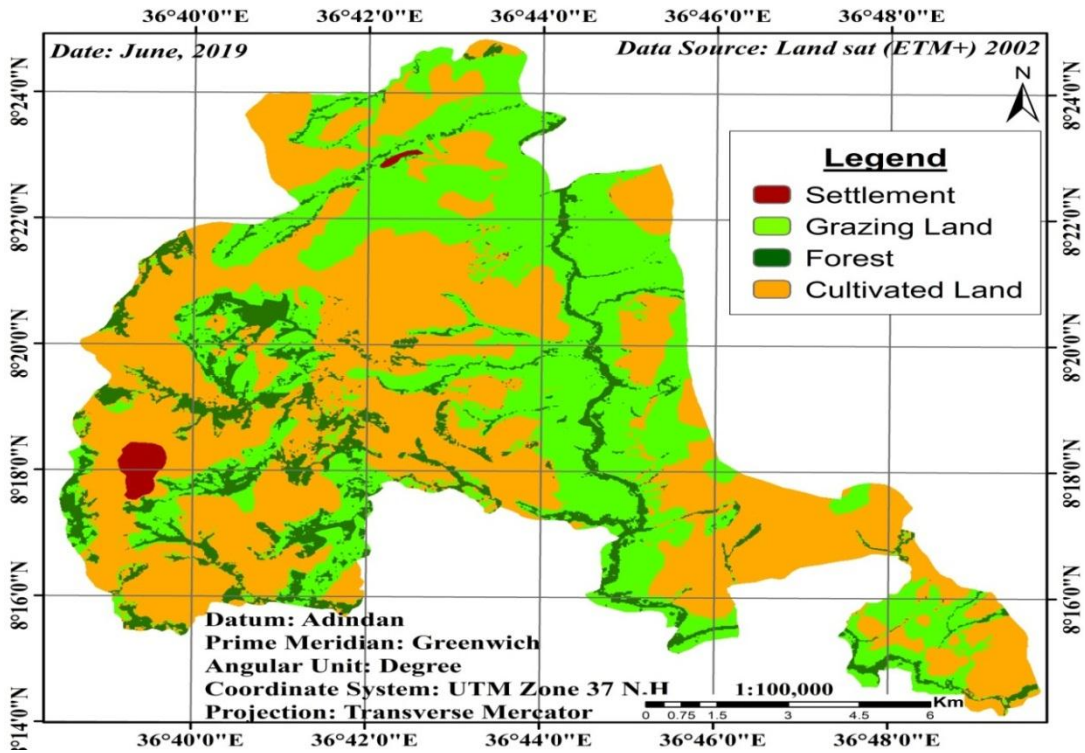 36°40'0"E 36°42'0"E 36°44'0"E 36°46'0"E 36°48'0"E
Date: June, 2019
Data Source: Land sat (ETM+) 2002
N
8°24'0"N 8°24'0"N
Legend
Settlement
Grazing Land
Forest
Cultivated Land
8°22'0"N 8°22'0"N
8°20'0"N 8°20'0"N
8°18'0"N 8°18'0"N
8°16'0"N 8°16'0"N
8°14'0"N
Datum: Adindan
Prime Meridian: Greenwich
Angular Unit: Degree
Coordinate System: UTM Zone 37 N.H
Projection: Transverse Mercator
1:100,000
Km
0 0.75 1.5 3 4.5 6
36°40'0"E 36°42'0"E 36°44'0"E 36°46'0"E 36°48'0"E